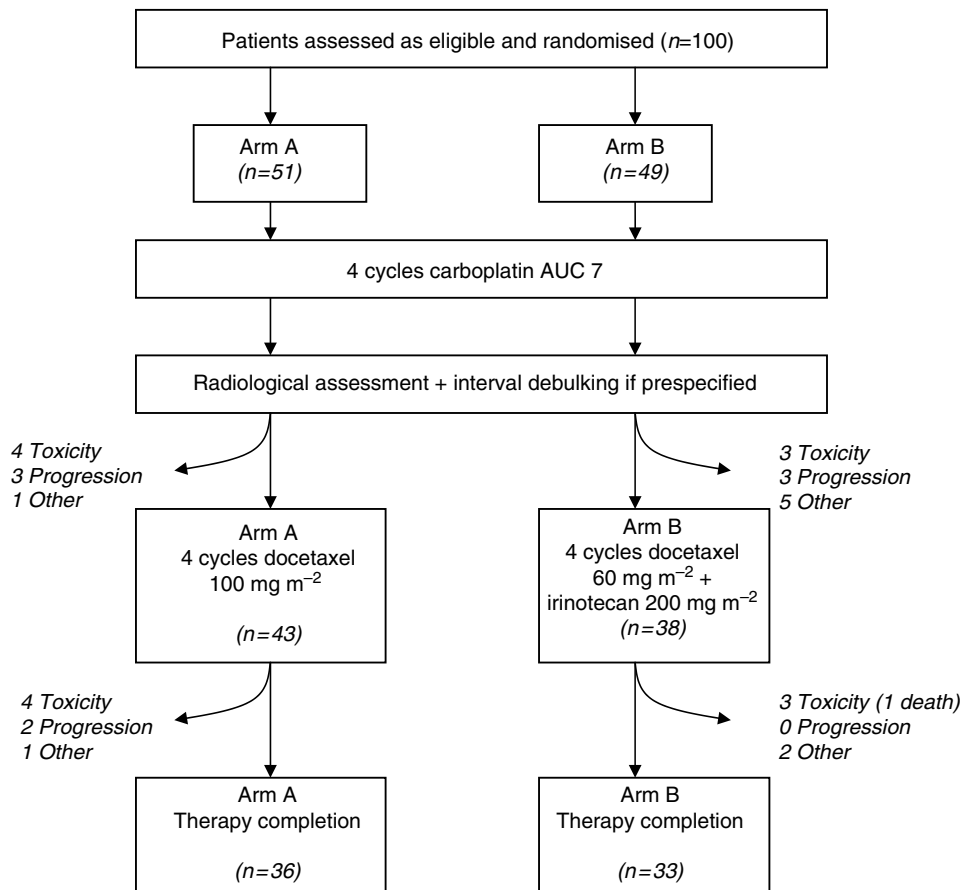 Patients assessed as eligible and randomised (n=100)
Arm A
(n=51)
Arm B
(n=49)
4 cycles carboplatin AUC 7
Radiological assessment + interval debulking if prespecified
4 Toxicity
3 Progression
1 Other
3 Toxicity
3 Progression
5 Other
Arm A
4 cycles docetaxel
100 mg m⁻²
(n=43)
Arm B
4 cycles docetaxel
60 mg m⁻² +
irinotecan 200 mg m⁻²
(n=38)
4 Toxicity
2 Progression
1 Other
3 Toxicity (1 death)
0 Progression
2 Other
Arm A
Therapy completion
(n=36)
Arm B
Therapy completion
(n=33)